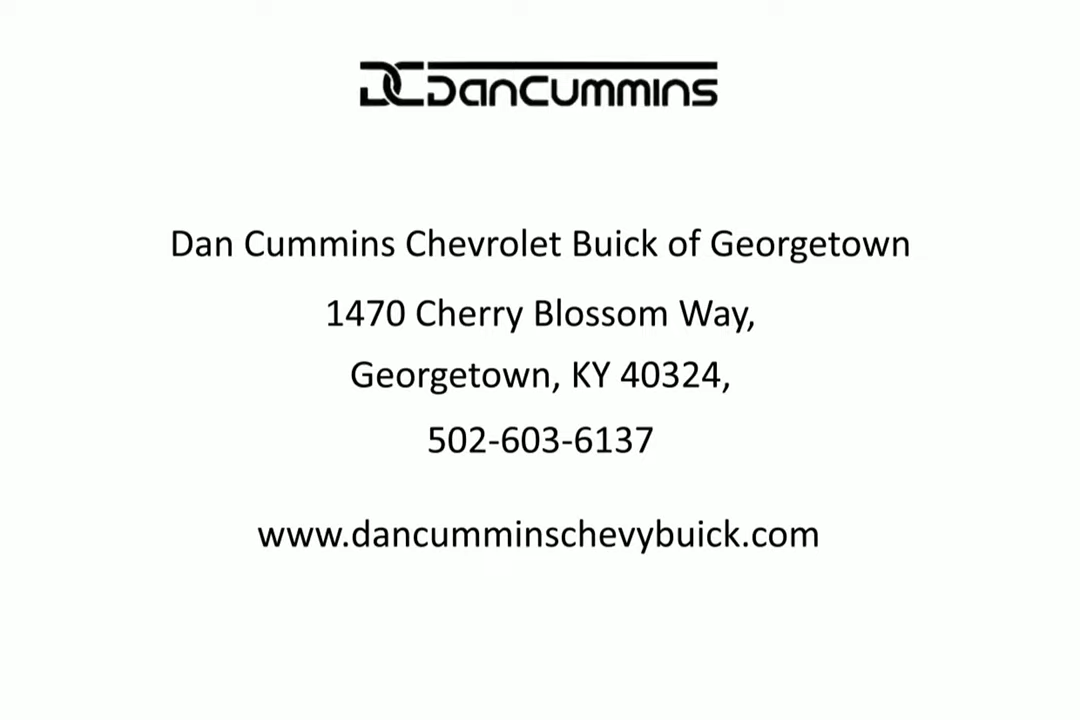 DC DanCummins
Dan Cummins Chevrolet Buick of Georgetown
1470 Cherry Blossom Way,
Georgetown, KY 40324,
502-603-6137
www.dancumminschevybuick.com